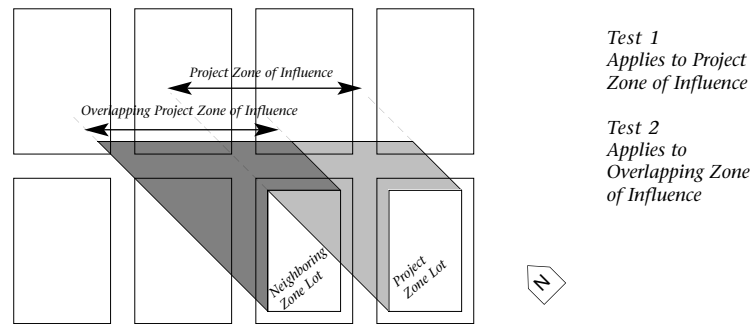 Project Zone of Influence
Overlapping Project Zone of Influence
Neighboring
Zone Lot
Project
Zone Lot
N
Test 1
Applies to Project
Zone of Influence
Test 2
Applies to
Overlapping Zone
of Influence